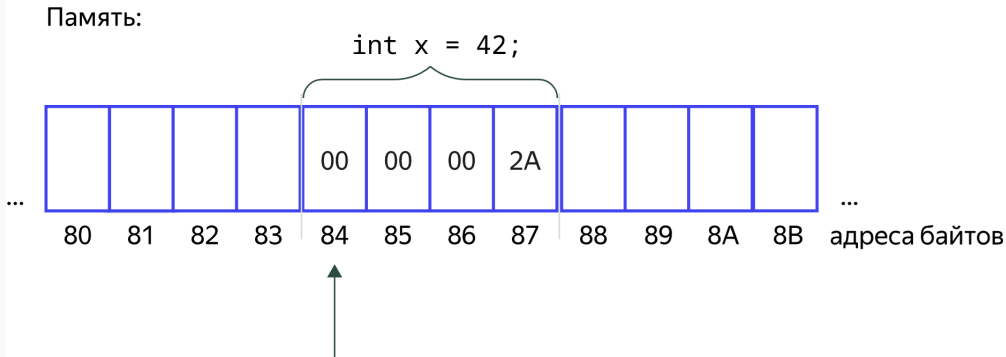 Память:
int x = 42;
00 00 00 2A
... ...
80 81 82 83 84 85 86 87 88 89 8A 8B адреса байтов